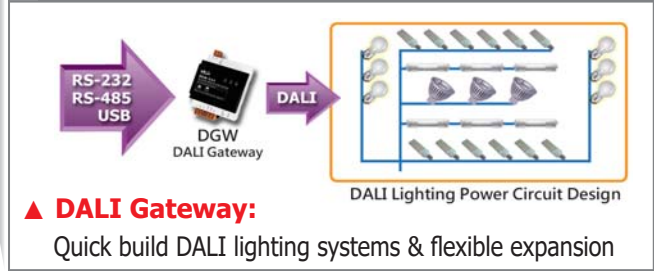 RS-232
RS-485
USB
DGW
DALI Gateway
DALI
DALI Lighting Power Circuit Design
▲ DALI Gateway:
Quick build DALI lighting systems & flexible expansion